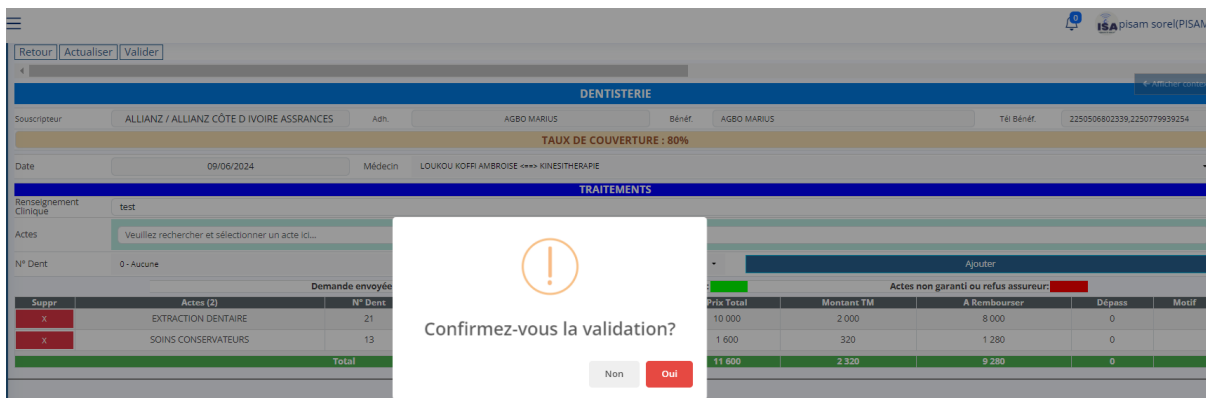 0
ISA pisam sorel(PISAM
Retour Actualiser Valider
Afficher conte
DENTISTERIE
Souscripteur ALLIANZ / ALLIANZ CÔTE D IVOIRE ASSRANCES Adh. AGBO MARIUS Bénéf. AGBO MARIUS Tél Bénéf. 2250506802339,2250779939254
TAUX DE COUVERTURE : 80%
Date 09/06/2024 Médecin LOUKOU KOFFI AMBROISE <==> KINESITHERAPIE
TRAITEMENTS
Renseignement
Clinique
test
Actes Veuillez rechercher et sélectionner un acte ici...
N° Dent 0 - Aucune Ajouter
Demande envoyée Actes non garanti ou refus assureur:
Suppr Actes (2) N° Dent Prix Total Montant TM A Rembourser Dépass Motif
X EXTRACTION DENTAIRE 21 10 000 2 000 8 000 0
X SOINS CONSERVATEURS 13 1 600 320 1 280 0
Total 11 600 2 320 9 280 0
Confirmez-vous la validation?
Non Oui